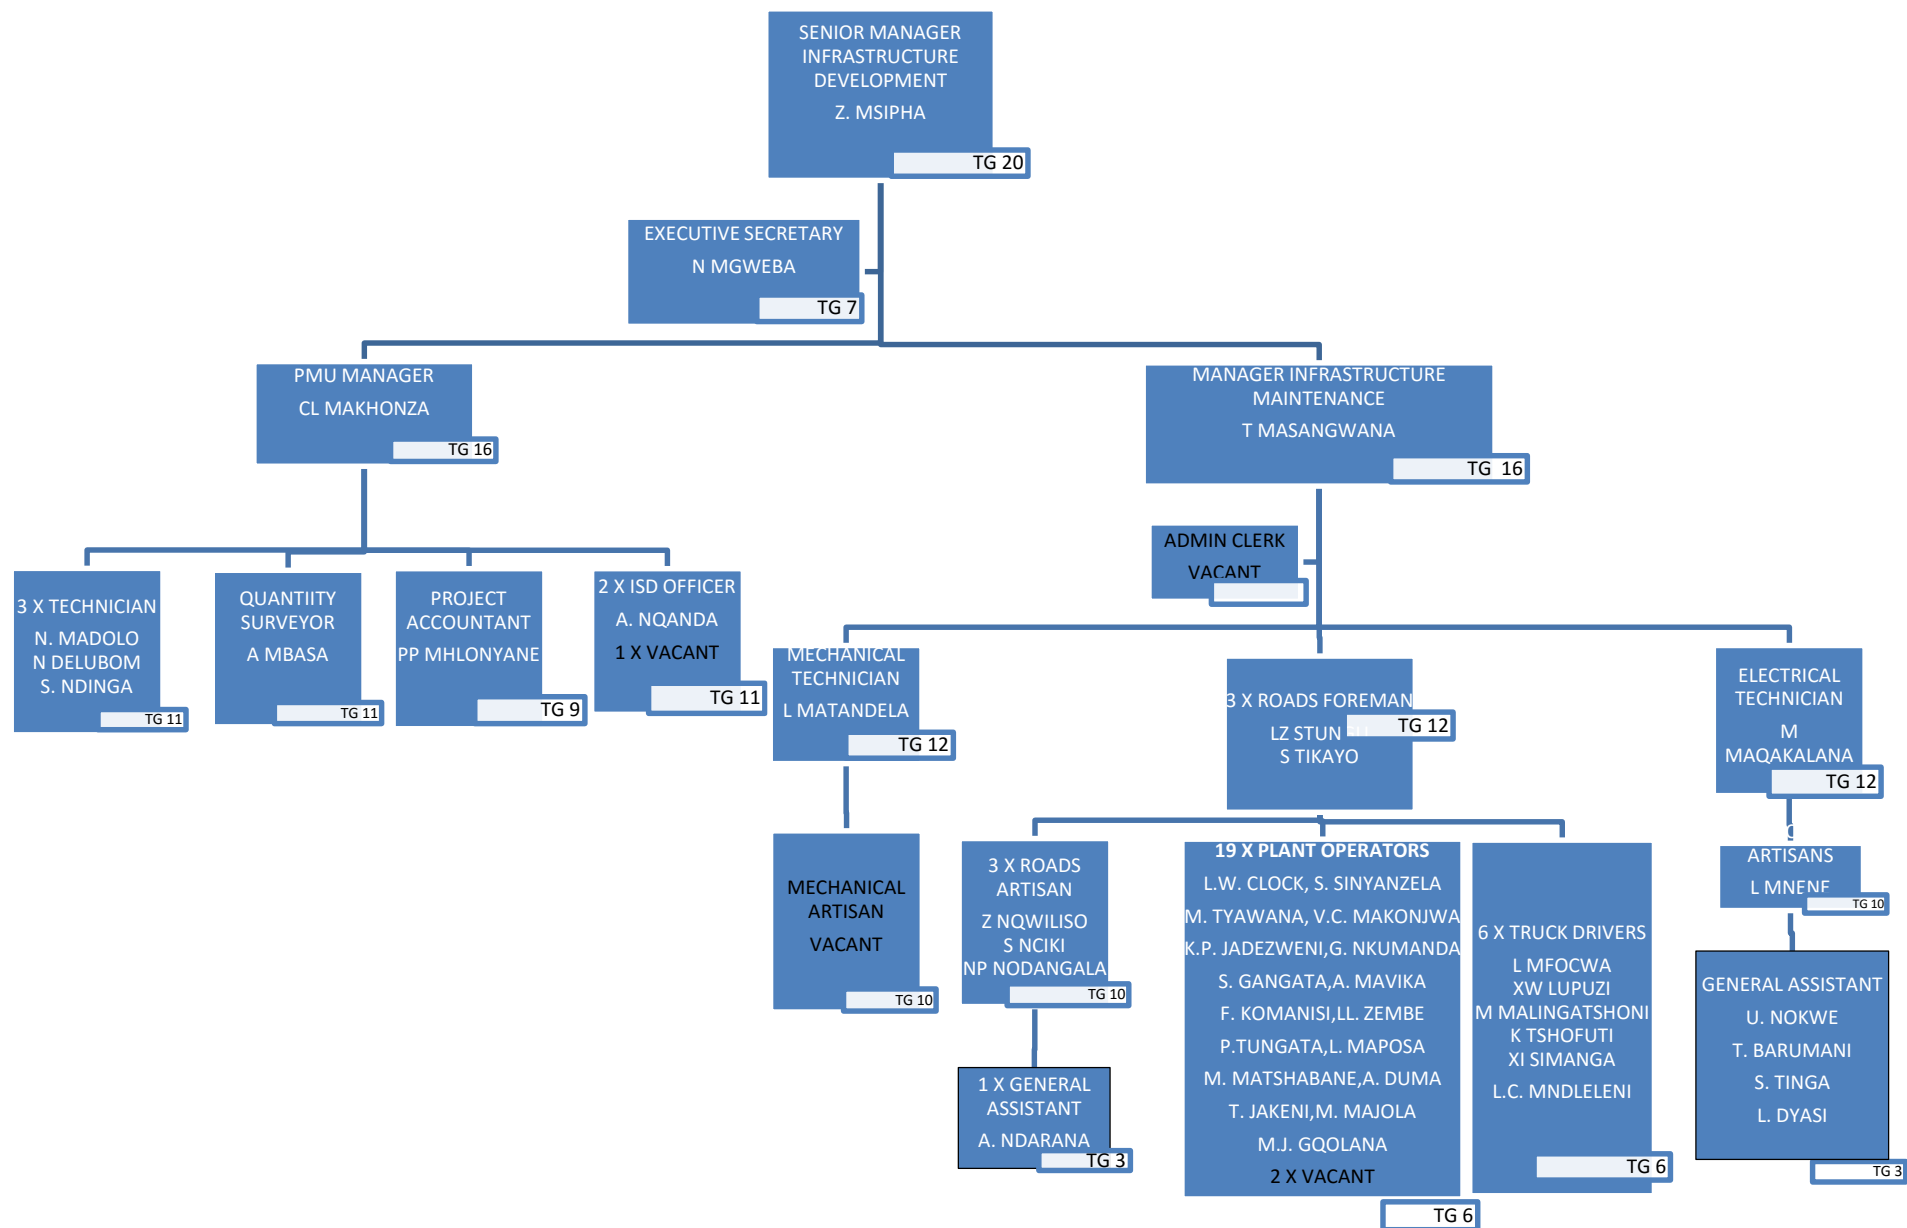 SENIOR MANAGER
INFRASTRUCTURE
DEVELOPMENT
Z. MSIPHA
TG 20
EXECUTIVE SECRETARY
N MGWEBA
TG 7
PMU MANAGER
CL MAKHONZA
TG 16
MANAGER INFRASTRUCTURE
MAINTENANCE
T MASANGWANA
TG 16
ADMIN CLERK
VACANT
3 X TECHNICIAN
N. MADOLO
N DELUBOM
S. NDINGA
TG 11
QUANTIITY
SURVEYOR
A MBASA
TG 11
PROJECT
ACCOUNTANT
PP MHLONYANE
TG 9
2 X ISD OFFICER
A. NQANDA
1 X VACANT
TG 11
MECHANICAL
TECHNICIAN
L MATANDELA
TG 12
3 X ROADS FOREMAN
LZ
S TIKAYO
TG 12
ELECTRICAL
TECHNICIAN
M
MAQAKALANA
TG 12
MECHANICAL
ARTISAN
VACANT
TG 10
3 X ROADS
ARTISAN
Z NQWILISO
S NCIKI
NP NODANGALA
TG 10
1 X GENERAL
ASSISTANT
A. NDARANA
TG 3
19 X PLANT OPERATORS
L.W. CLOCK, S. SINYANZELA
M. TYAWANA, V.C. MAKONJWA
K.P. JADEZWENI,G. NKUMANDA
S. GANGATA,A. MAVIKA
F. KOMANISI,LL. ZEMBE
P.TUNGATA,L. MAPOSA
M. MATSHABANE,A. DUMA
T. JAKENI,M. MAJOLA
M.J. GQOLANA
2 X VACANT
TG 6
6 X TRUCK DRIVERS
L MFOCWA
XW LUPUZI
M MALINGATSHONI
K TSHOFUTI
XI SIMANGA
L.C. MNDLELENI
TG 6
ARTISANS
L MNENE
TG 10
GENERAL ASSISTANT
U. NOKWE
T. BARUMANI
S. TINGA
L. DYASI
TG 3